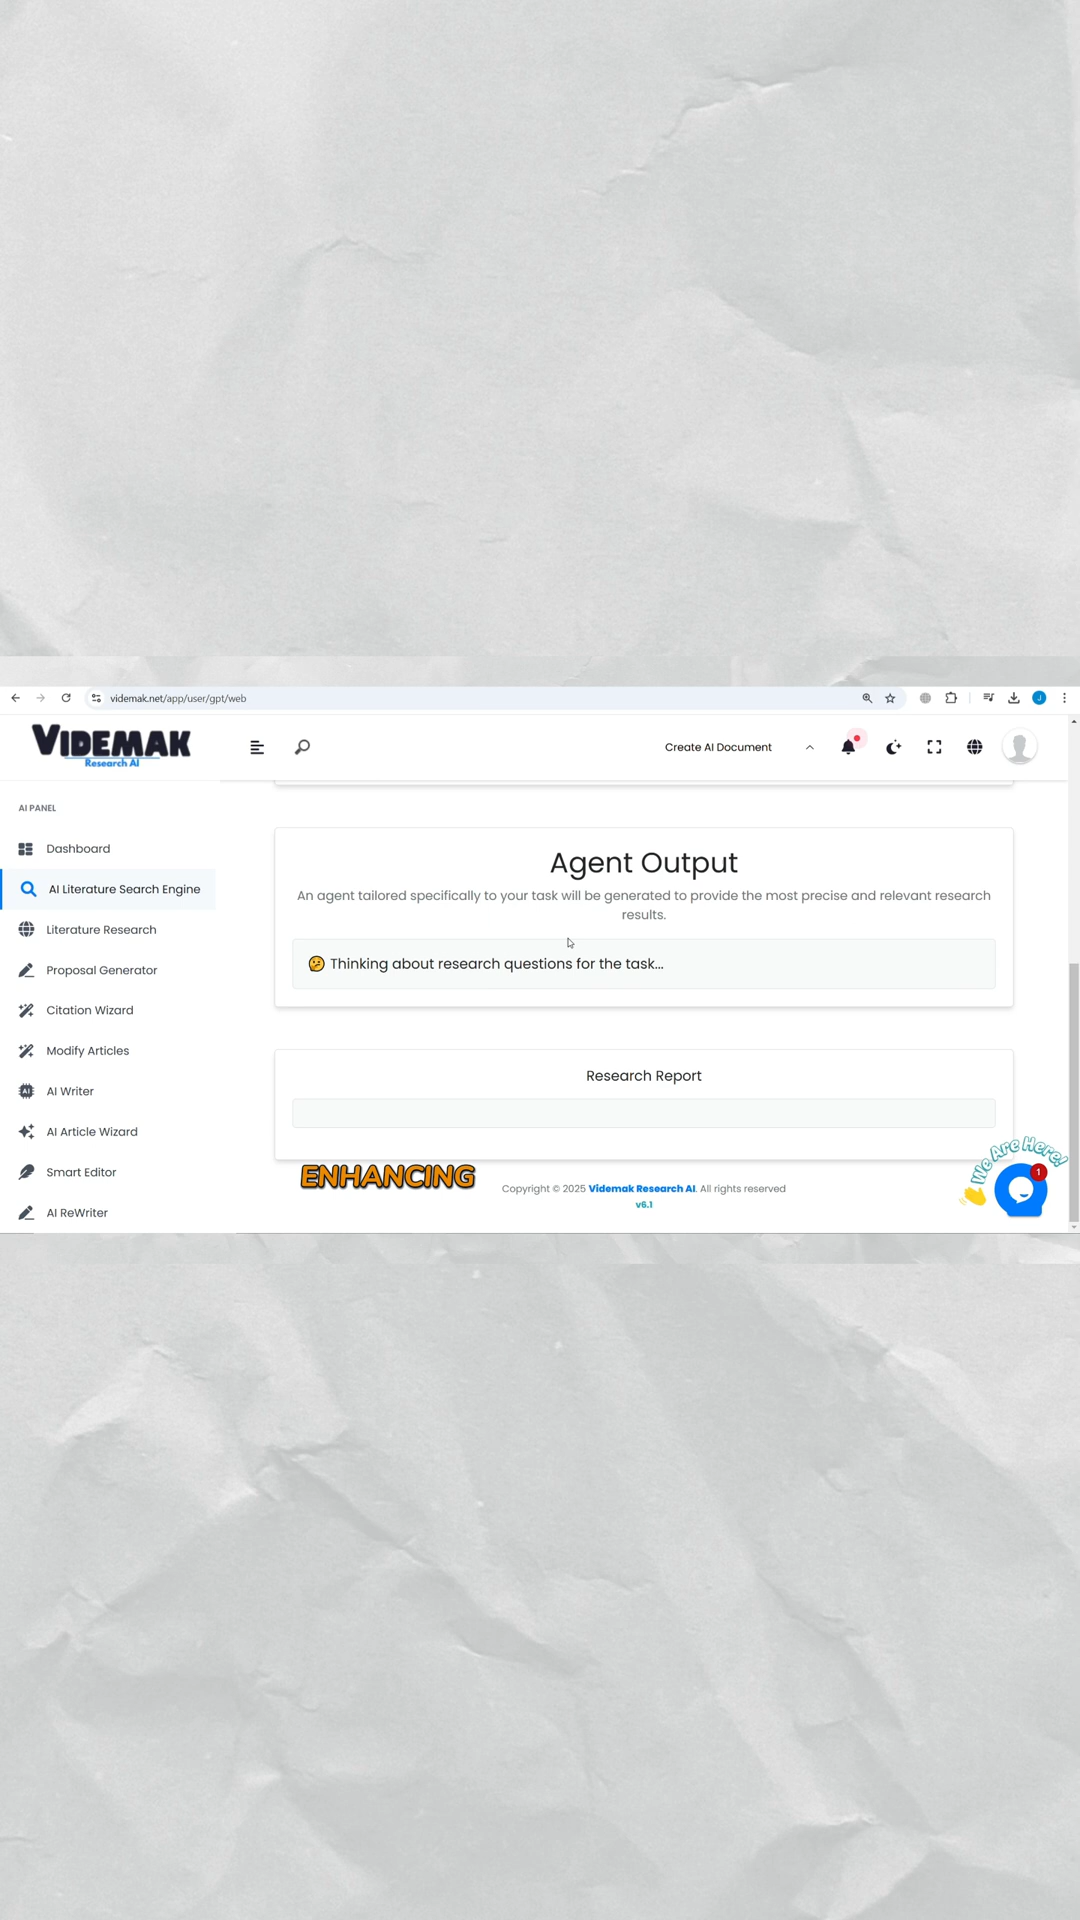 videmak.net/app/user/gpt/web
J
VIDEMAK
Research AI
Create AI Document
AI PANEL
Dashboard
AI Literature Search Engine
Literature Research
Proposal Generator
Citation Wizard
Modify Articles
AI
AI Writer
AI Article Wizard
Smart Editor
AI ReWriter
Agent Output
An agent tailored specifically to your task will be generated to provide the most precise and relevant research
results.
Thinking about research questions for the task...
Research Report
ENHANCING
Copyright © 2025 Videmak Research AI. All rights reserved
v6.1
We Are Here!
1